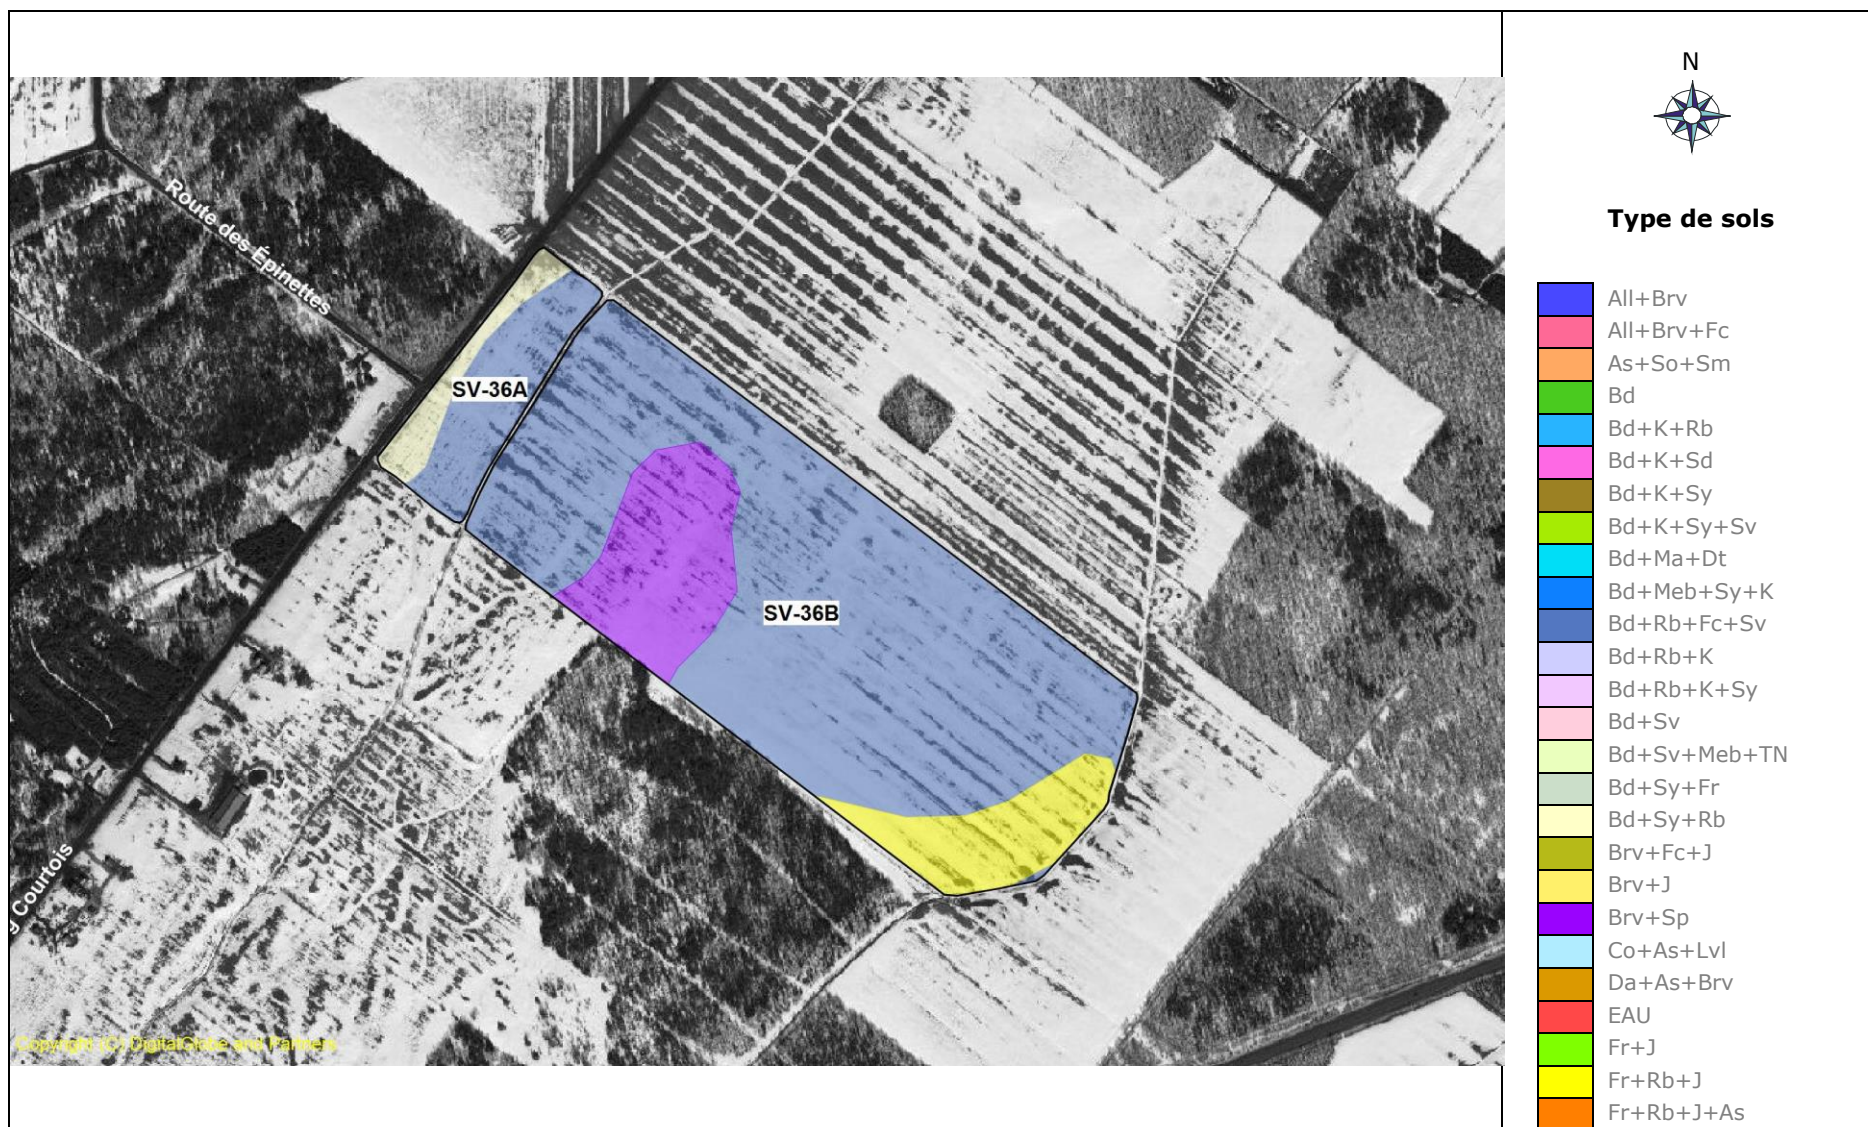 N
Type de sols
Route des Épinettes
SV-36A
SV-36B
g Courtois
Copyright (C) DigitalGlobe and Partners
All+Brv
All+Brv+Fc
As+So+Sm
Bd
Bd+K+Rb
Bd+K+Sd
Bd+K+Sy
Bd+K+Sy+Sv
Bd+Ma+Dt
Bd+Meb+Sy+K
Bd+Rb+Fc+Sv
Bd+Rb+K
Bd+Rb+K+Sy
Bd+Sv
Bd+Sv+Meb+TN
Bd+Sy+Fr
Bd+Sy+Rb
Brv+Fc+J
Brv+J
Brv+Sp
Co+As+Lvl
Da+As+Brv
EAU
Fr+J
Fr+Rb+J
Fr+Rb+J+As